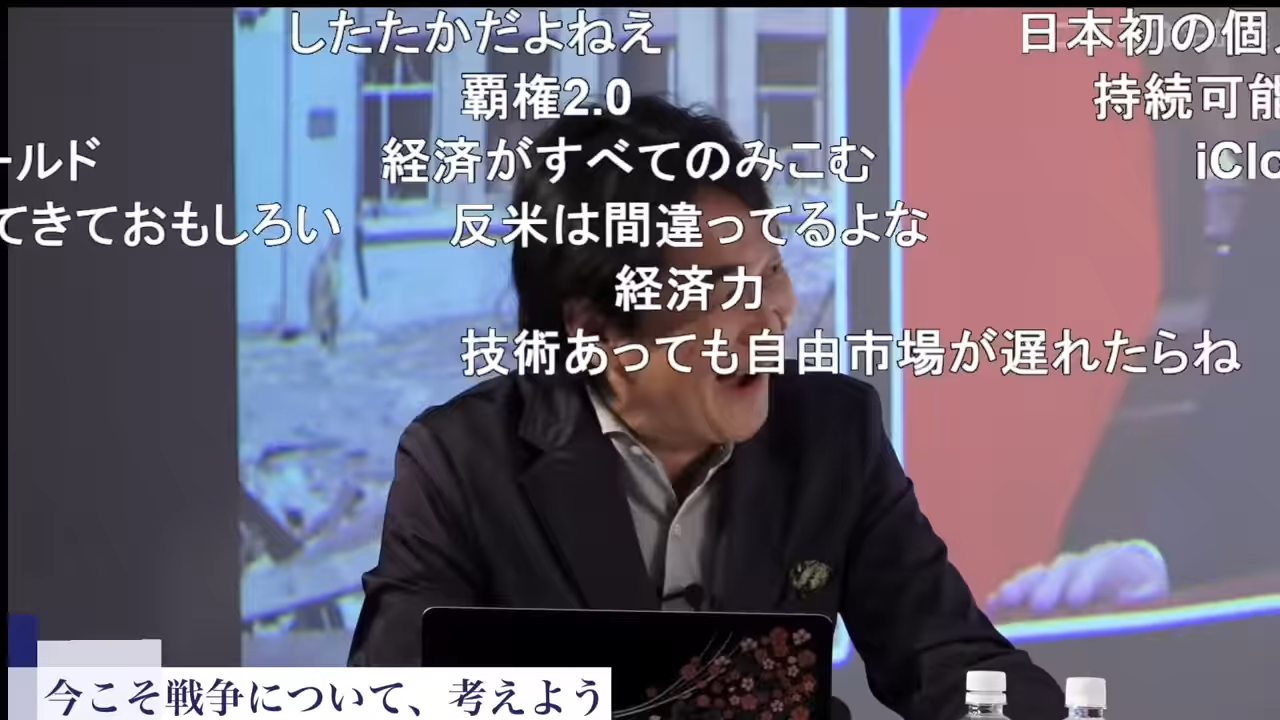 したたかだよねえ
日本初の個
覇権2.0
持続可能
ールド
経済がすべてのみこむ
iClo
てきておもしろい
反米は間違ってるよな
経済力
技術あっても自由市場が遅れたらね
今こそ戦争について、考えよう